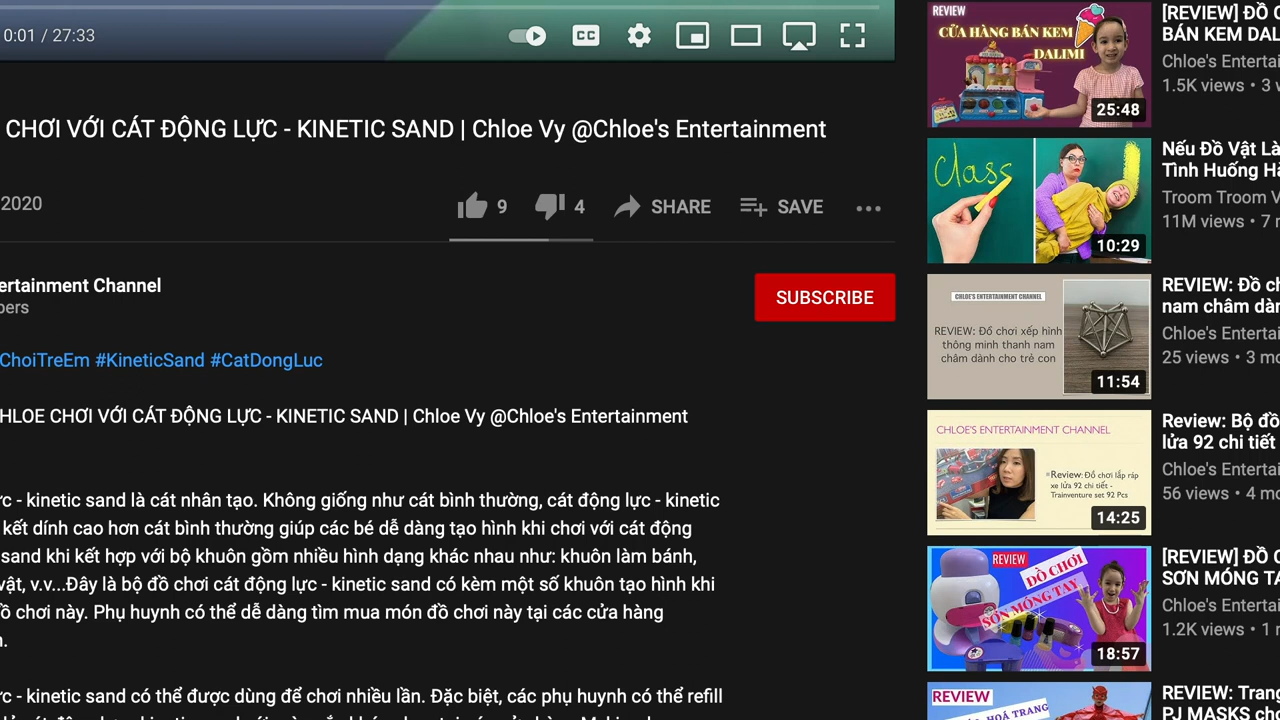 0:01 / 27:33
CC
CHƠI VỚI CÁT ĐỘNG LỰC - KINETIC SAND | Chloe Vy @Chloe's Entertainment
2020
9
4
SHARE
SAVE
ertainment Channel
bers
SUBSCRIBE
ChoiTreEm #KineticSand #CatDongLuc
HLOE CHƠI VỚI CÁT ĐỘNG LỰC - KINETIC SAND | Chloe Vy @Chloe's Entertainment
c - kinetic sand là cát nhân tạo. Không giống như cát bình thường, cát động lực - kinetic
kết dính cao hơn cát bình thường giúp các bé dễ dàng tạo hình khi chơi với cát động
sand khi kết hợp với bộ khuôn gồm nhiều hình dạng khác nhau như: khuôn làm bánh,
vật, v.v...Đây là bộ đồ chơi cát động lực - kinetic sand có kèm một số khuôn tạo hình khi
ồ chơi này. Phụ huynh có thể dễ dàng tìm mua món đồ chơi này tại các cửa hàng
c - kinetic sand có thể được dùng để chơi nhiều lần. Đặc biệt, các phụ huynh có thể refill
REVIEW
CỬA HÀNG BÁN KEM
DALIMI
25:48
[REVIEW] ĐỒ C
BÁN KEM DAL
Chloe's Enterta
1.5K views • 3 w
Class
10:29
Nếu Đồ Vật Là
Tình Huống Hà
Troom Troom V
11M views • 7 m
CHLOE'S ENTERTAINMENT CHANNEL
REVIEW: Đồ chơi xếp hình
thông minh thanh nam
châm dành cho trẻ con
11:54
REVIEW: Đồ ch
nam châm dàn
Chloe's Enterta
25 views • 3 mo
CHLOE'S ENTERTAINMENT CHANNEL
Review: Đồ chơi lắp ráp
xe lửa 92 chi tiết -
Trainventure set 92 Pcs
14:25
Review: Bộ đồ
lửa 92 chi tiết
Chloe's Enterta
56 views • 4 mo
REVIEW
ĐỒ CHƠI
SƠN MÓNG TAY
18:57
[REVIEW] ĐỒ C
SƠN MÓNG TA
Chloe's Enterta
1.2K views • 1 m
REVIEW
HOÁ TRANG
REVIEW: Trang
PJ MASKS cho